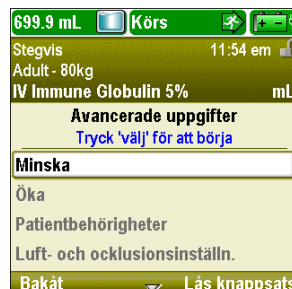 699.9 mL Körs
Stegvis 11:54 em
Adult - 80kg
IV Immune Globulin 5% mL
Avancerade uppgifter
Tryck 'välj' för att börja
Minska
Öka
Patientbehörigheter
Luft- och ocklusionsinställn.
Bakåt Lås knappsats